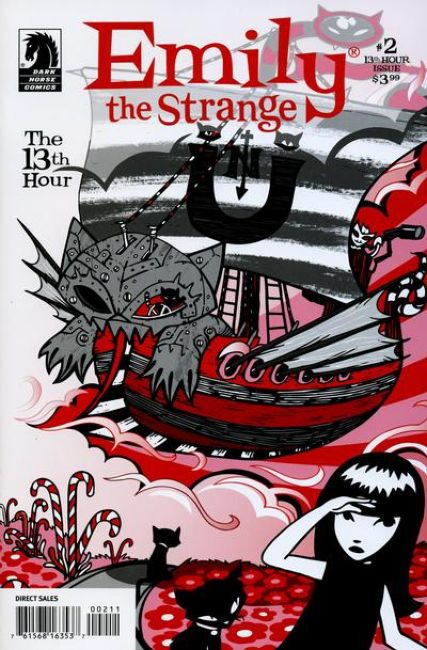 DARK
HORSE
COMICS
Emily®
the Strange
#2
13th HOUR
ISSUE
$3.99
The
13th
Hour
DIRECT SALES
00211
7 61568 16353 7